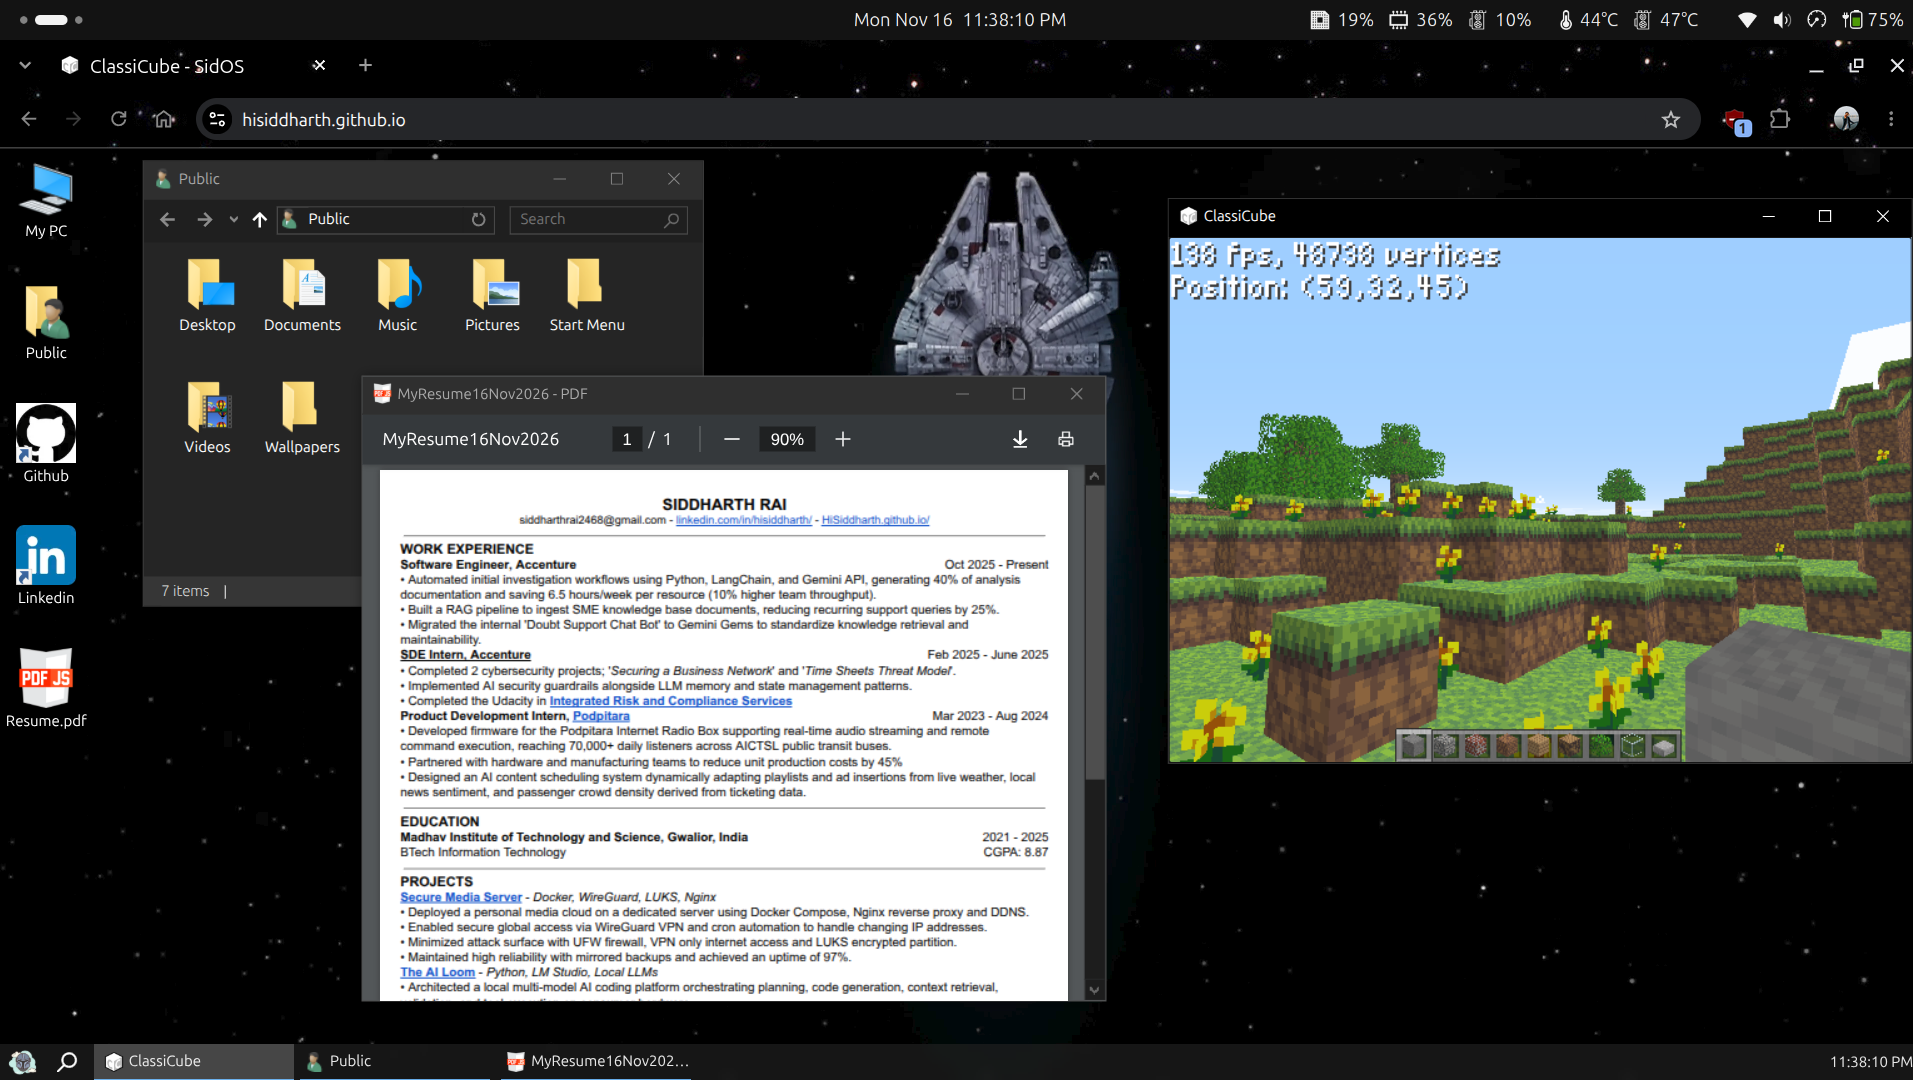 Mon Nov 16 11:38:10 PM
19% 36% 10% 44°C 47°C 75%
ClassiCube - SidOS
hisiddharth.github.io
1
My PC
Public
Github
Linkedin
PDF JS
Resume.pdf
Public
Public
Search
Desktop
Documents
Music
Pictures
Start Menu
Videos
Wallpapers
7 items |
MyResume16Nov2026 - PDF
MyResume16Nov2026
1 / 1
90%
SIDDHARTH RAI
siddharthrai2468@gmail.com - linkedin.com/in/hisiddharth/ - HiSiddharth.github.io/
WORK EXPERIENCE
Software Engineer, Accenture Oct 2025 - Present
• Automated initial investigation workflows using Python, LangChain, and Gemini API, generating 40% of analysis
documentation and saving 6.5 hours/week per resource (10% higher team throughput).
• Built a RAG pipeline to ingest SME knowledge base documents, reducing recurring support queries by 25%.
• Migrated the internal 'Doubt Support Chat Bot' to Gemini Gems to standardize knowledge retrieval and
maintainability.
SDE Intern, Accenture Feb 2025 - June 2025
• Completed 2 cybersecurity projects; 'Securing a Business Network' and 'Time Sheets Threat Model'.
• Implemented AI security guardrails alongside LLM memory and state management patterns.
• Completed the Udacity in Integrated Risk and Compliance Services
Product Development Intern, Podpitara Mar 2023 - Aug 2024
• Developed firmware for the Podpitara Internet Radio Box supporting real-time audio streaming and remote
command execution, reaching 70,000+ daily listeners across AICTSL public transit buses.
• Partnered with hardware and manufacturing teams to reduce unit production costs by 45%
• Designed an AI content scheduling system dynamically adapting playlists and ad insertions from live weather, local
news sentiment, and passenger crowd density derived from ticketing data.
EDUCATION
Madhav Institute of Technology and Science, Gwalior, India 2021 - 2025
BTech Information Technology CGPA: 8.87
PROJECTS
Secure Media Server - Docker, WireGuard, LUKS, Nginx
• Deployed a personal media cloud on a dedicated server using Docker Compose, Nginx reverse proxy and DDNS.
• Enabled secure global access via WireGuard VPN and cron automation to handle changing IP addresses.
• Minimized attack surface with UFW firewall, VPN only internet access and LUKS encrypted partition.
• Maintained high reliability with mirrored backups and achieved an uptime of 97%.
The AI Loom - Python, LM Studio, Local LLMs
• Architected a local multi-model AI coding platform orchestrating planning, code generation, context retrieval,
ClassiCube
fps, vertices
Position: (59,32,45)
ClassiCube
Public
MyResume16Nov202...
11:38:10 PM